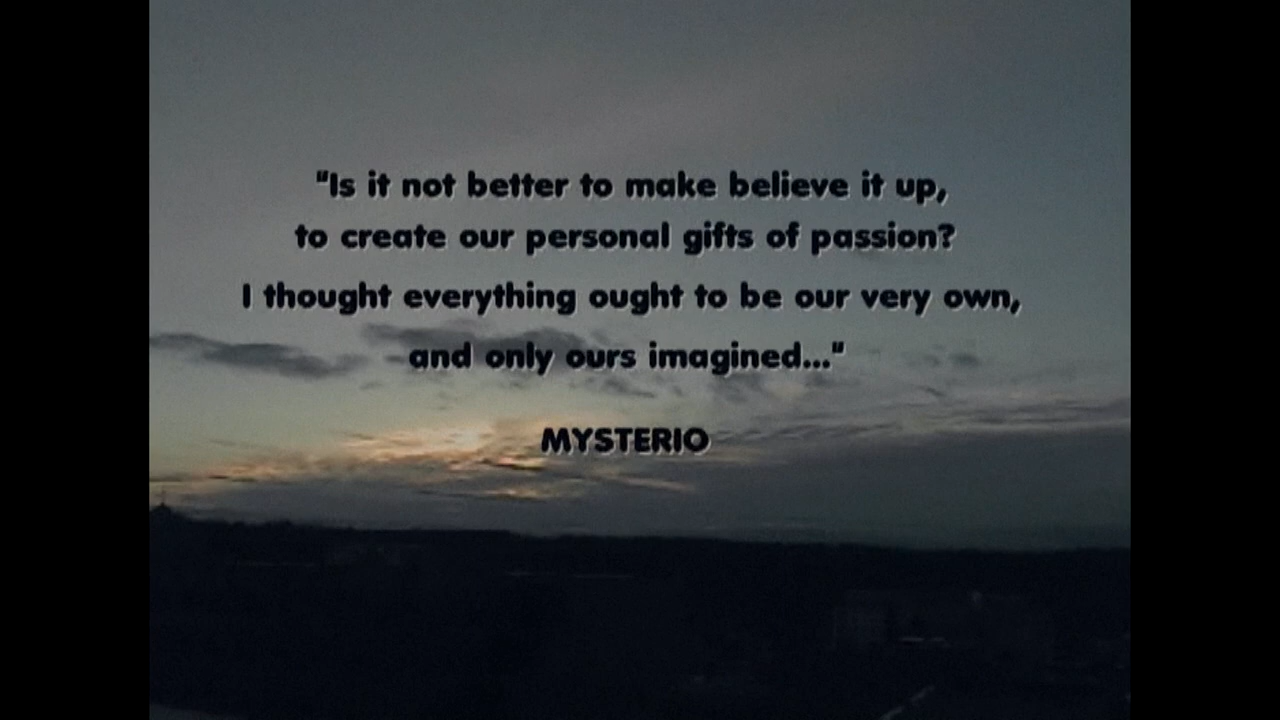 "Is it not better to make believe it up,
to create our personal gifts of passion?
I thought everything ought to be our very own,
and only ours imagined..."
MYSTERIO